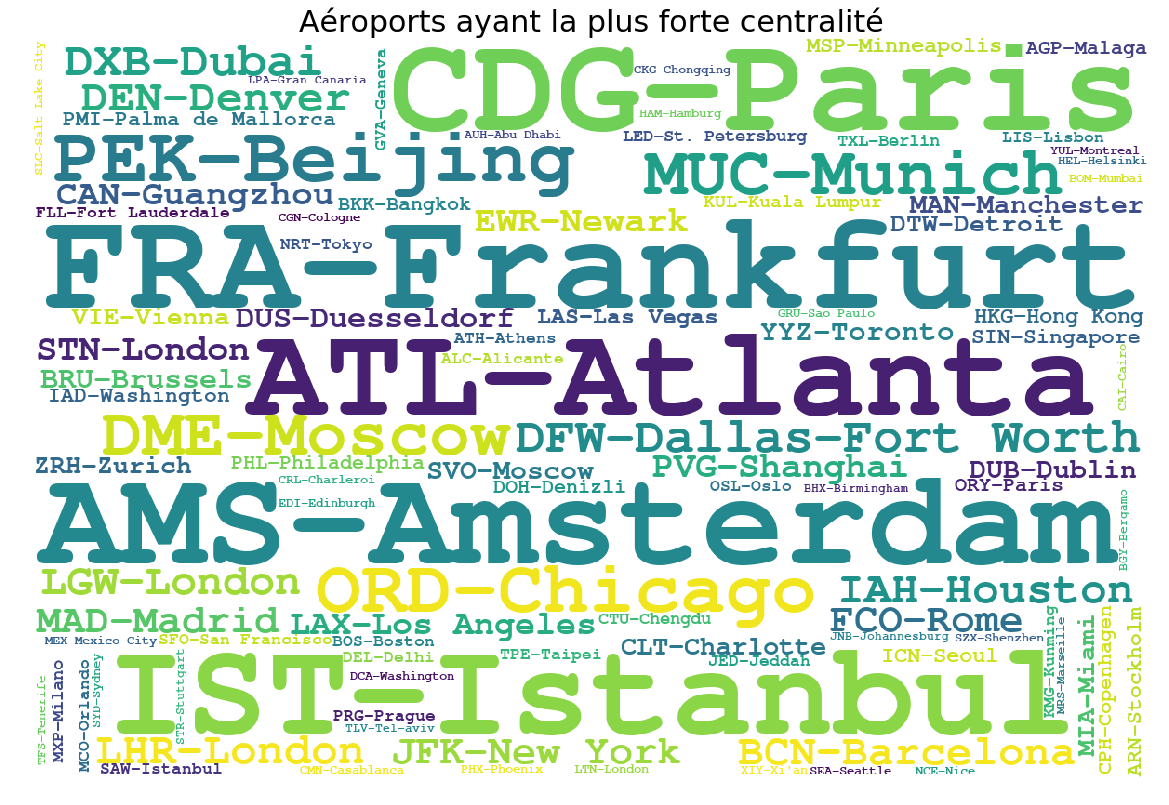 Aéroports ayant la plus forte centralité
SLC-Salt Lake City
DXB-Dubai
LPA-Gran Canaria
GVA-Geneva
CDG-Paris
CKG Chongqing
MSP-Minneapolis
AGP-Malaga
DEN-Denver
HAM-Hamburg
PMI-Palma de Mallorca
PEK-Beijing
AUH-Abu Dhabi
LED-St. Petersburg
TXL-Berlin
LIS-Lisbon
YUL-Montreal
HEL-Helsinki
MUC-Munich
BOM-Mumbai
CAN-Guangzhou
BKK-Bangkok
KUL-Kuala Lumpur
MAN-Manchester
FLL-Fort Lauderdale
CGN-Cologne
EWR-Newark
DTW-Detroit
FRA-Frankfurt
NRT-Tokyo
VIE-Vienna
DUS-Duesseldorf
LAS-Las Vegas
GRU-Sao Paulo
HKG-Hong Kong
STN-London
ATH-Athens
YYZ-Toronto
SIN-Singapore
ATL-Atlanta
ALC-Alicante
CAI-Cairo
BRU-Brussels
IAD-Washington
DME-Moscow
DFW-Dallas-Fort Worth
ZRH-Zurich
PHL-Philadelphia
SVO-Moscow
PVG-Shanghai
DUB-Dublin
AMS-Amsterdam
CRL-Charleroi
DOH-Denizli
OSL-Oslo
BHX-Birmingham
ORY-Paris
EDI-Edinburgh
BGY-Bergamo
LGW-London
ORD-Chicago
IAH-Houston
MAD-Madrid
LAX-Los Angeles
CTU-Chengdu
FCO-Rome
MEX Mexico City
SFO-San Francisco
BOS-Boston
CLT-Charlotte
JNB-Johannesburg
SZX-Shenzhen
KMG-Kunming
MRS-Marseille
MIA-Miami
CPH-Copenhagen
ARN-Stockholm
IST-Istanbul
DEL-Delhi
TPE-Taipei
JED-Jeddah
ICN-Seoul
DCA-Washington
TFS-Tenerife
MXP-Milano
MCO-Orlando
SYD-Sydney
STR-Stuttgart
PRG-Prague
TLV-Tel-aviv
LHR-London
JFK-New York
BCN-Barcelona
SAW-Istanbul
CMN-Casablanca
PHX-Phoenix
LTN-London
XIY-Xi'an
SEA-Seattle
NCE-Nice